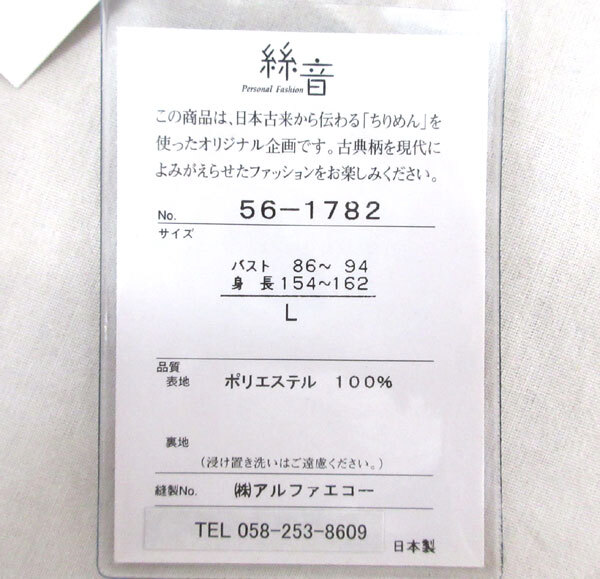 絲音
Personal Fashion
この商品は、日本古来から伝わる「ちりめん」を
使ったオリジナル企画です。古典柄を現代に
よみがえらせたファッションをお楽しみください。
No. 56-1782
サイズ
バスト 86〜 94
身 長 154〜162
L
品質
表地 ポリエステル 100%
裏地
(浸け置き洗いはご遠慮ください。)
縫製No. ㈱アルファエコー
TEL 058-253-8609
日本製